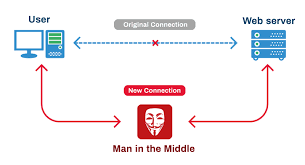 User
Original Connection
Web server
New Connection
Man in the Middle